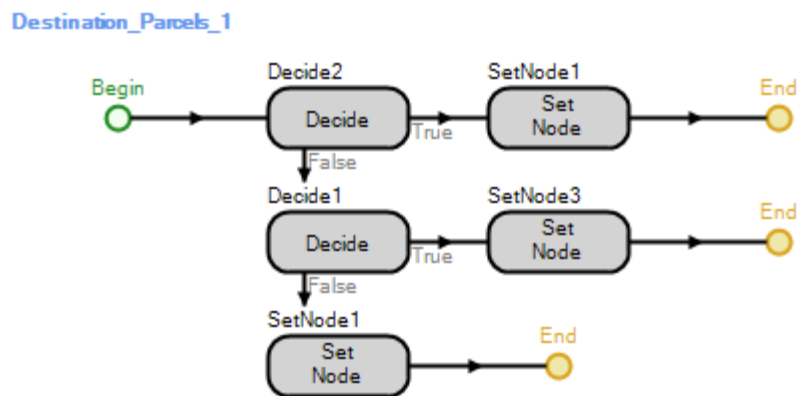 Destination_Parcels_1
Begin
Decide2
Decide
True
SetNode1
Set
Node
End
False
Decide1
Decide
True
SetNode3
Set
Node
End
False
SetNode1
Set
Node
End